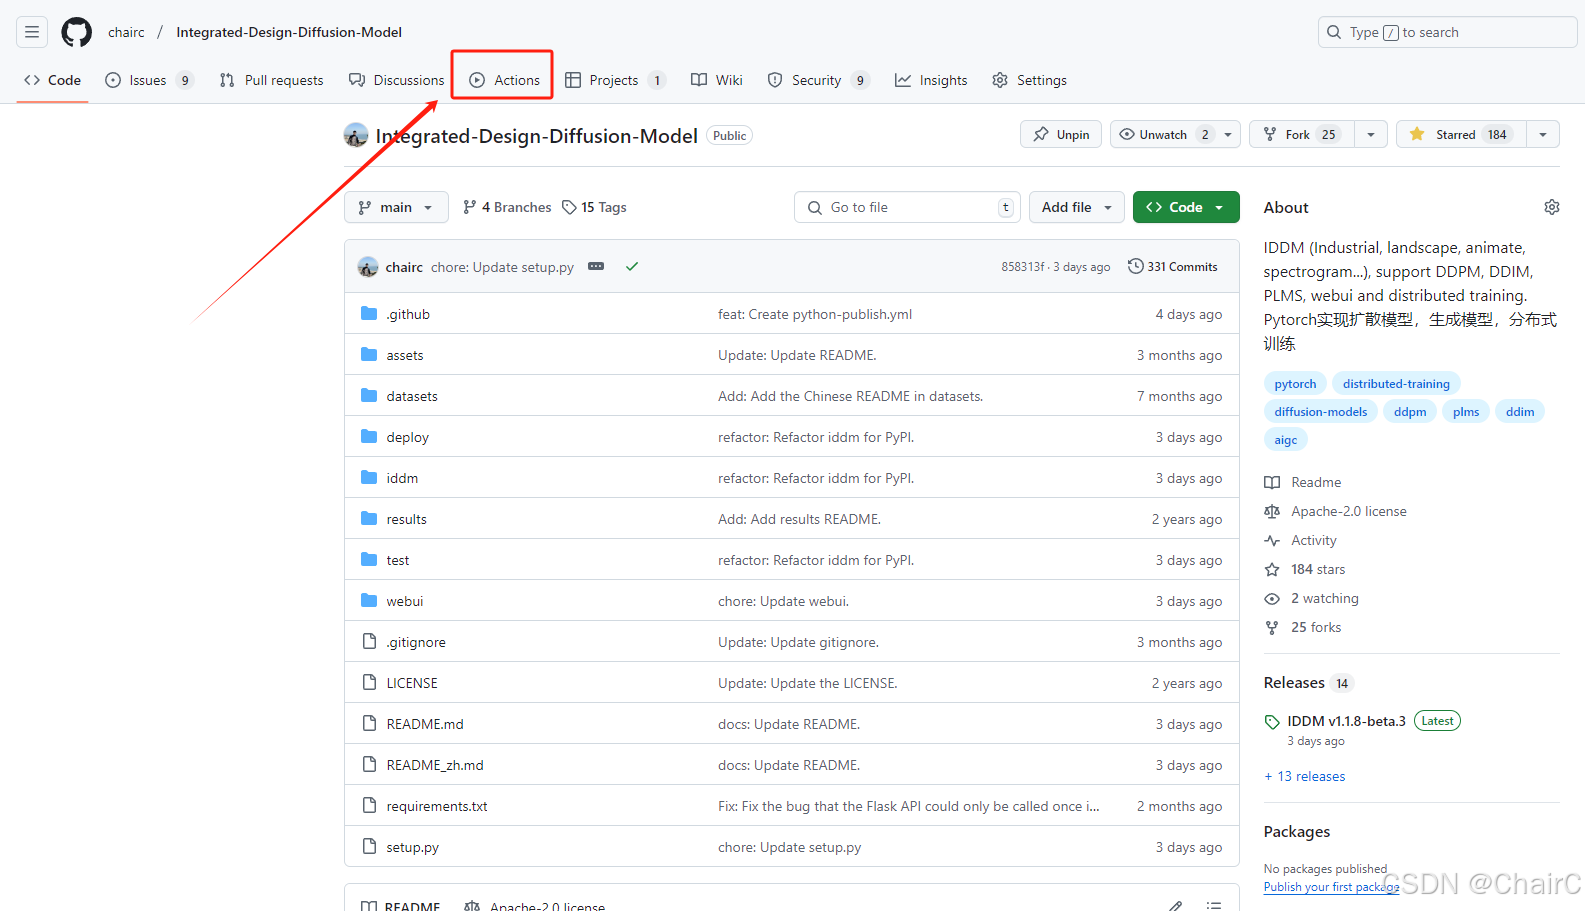 chairc / Integrated-Design-Diffusion-Model
Type / to search
Code Issues 9 Pull requests Discussions Actions Projects 1 Wiki Security 9 Insights Settings
Integrated-Design-Diffusion-Model Public
Unpin Unwatch 2 Fork 25 Starred 184
main 4 Branches 15 Tags Go to file t Add file Code
chairc chore: Update setup.py 858313f · 3 days ago 331 Commits
.github feat: Create python-publish.yml 4 days ago
assets Update: Update README. 3 months ago
datasets Add: Add the Chinese README in datasets. 7 months ago
deploy refactor: Refactor iddm for PyPI. 3 days ago
iddm refactor: Refactor iddm for PyPI. 3 days ago
results Add: Add results README. 2 years ago
test refactor: Refactor iddm for PyPI. 3 days ago
webui chore: Update webui. 3 days ago
.gitignore Update: Update gitignore. 3 months ago
LICENSE Update: Update the LICENSE. 2 years ago
README.md docs: Update README. 3 days ago
README_zh.md docs: Update README. 3 days ago
requirements.txt Fix: Fix the bug that the Flask API could only be called once i... 2 months ago
setup.py chore: Update setup.py 3 days ago
README Apache-2.0 license
About
IDDM (Industrial, landscape, animate,
spectrogram...), support DDPM, DDIM,
PLMS, webui and distributed training.
Pytorch实现扩散模型，生成模型，分布式
训练
pytorch distributed-training
diffusion-models ddpm plms ddim
aigc
Readme
Apache-2.0 license
Activity
184 stars
2 watching
25 forks
Releases 14
IDDM v1.1.8-beta.3 Latest
3 days ago
+ 13 releases
Packages
No packages published
Publish your first package
CSDN @ChairC